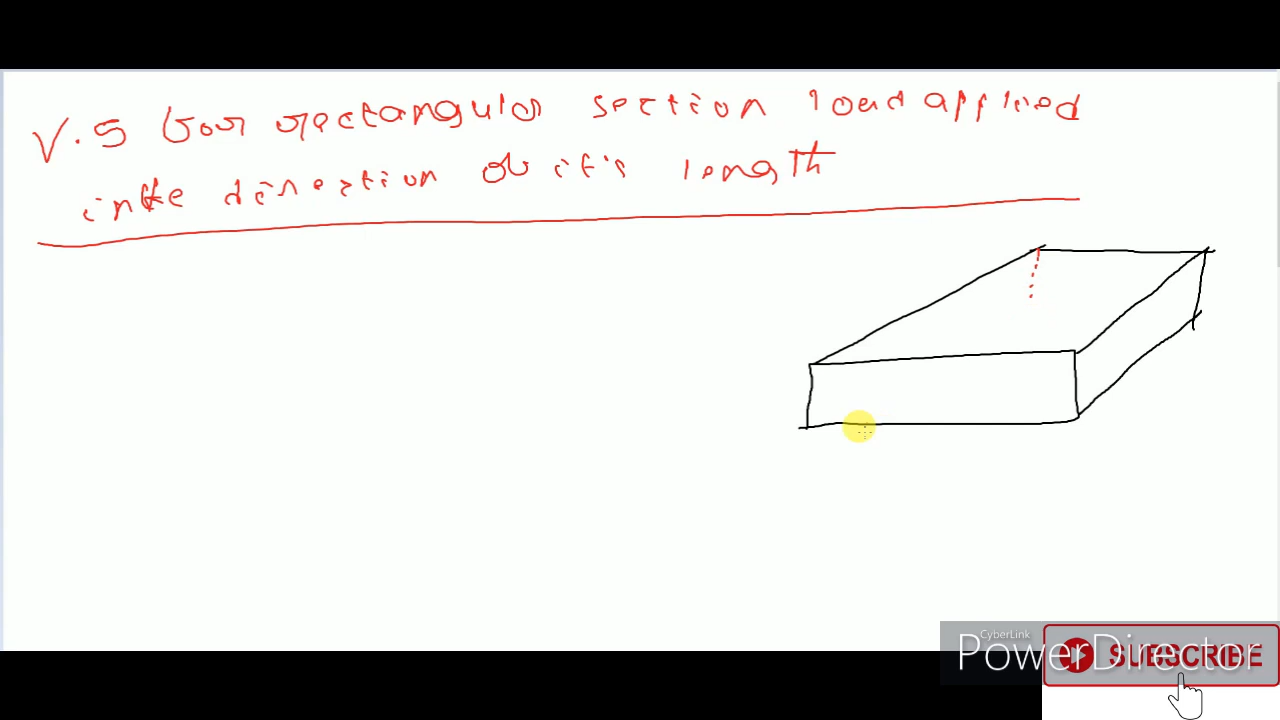 V.S for rectangular section load applied
in the direction of it's length
CyberLink
PowerDirector
SUBSCRIBE